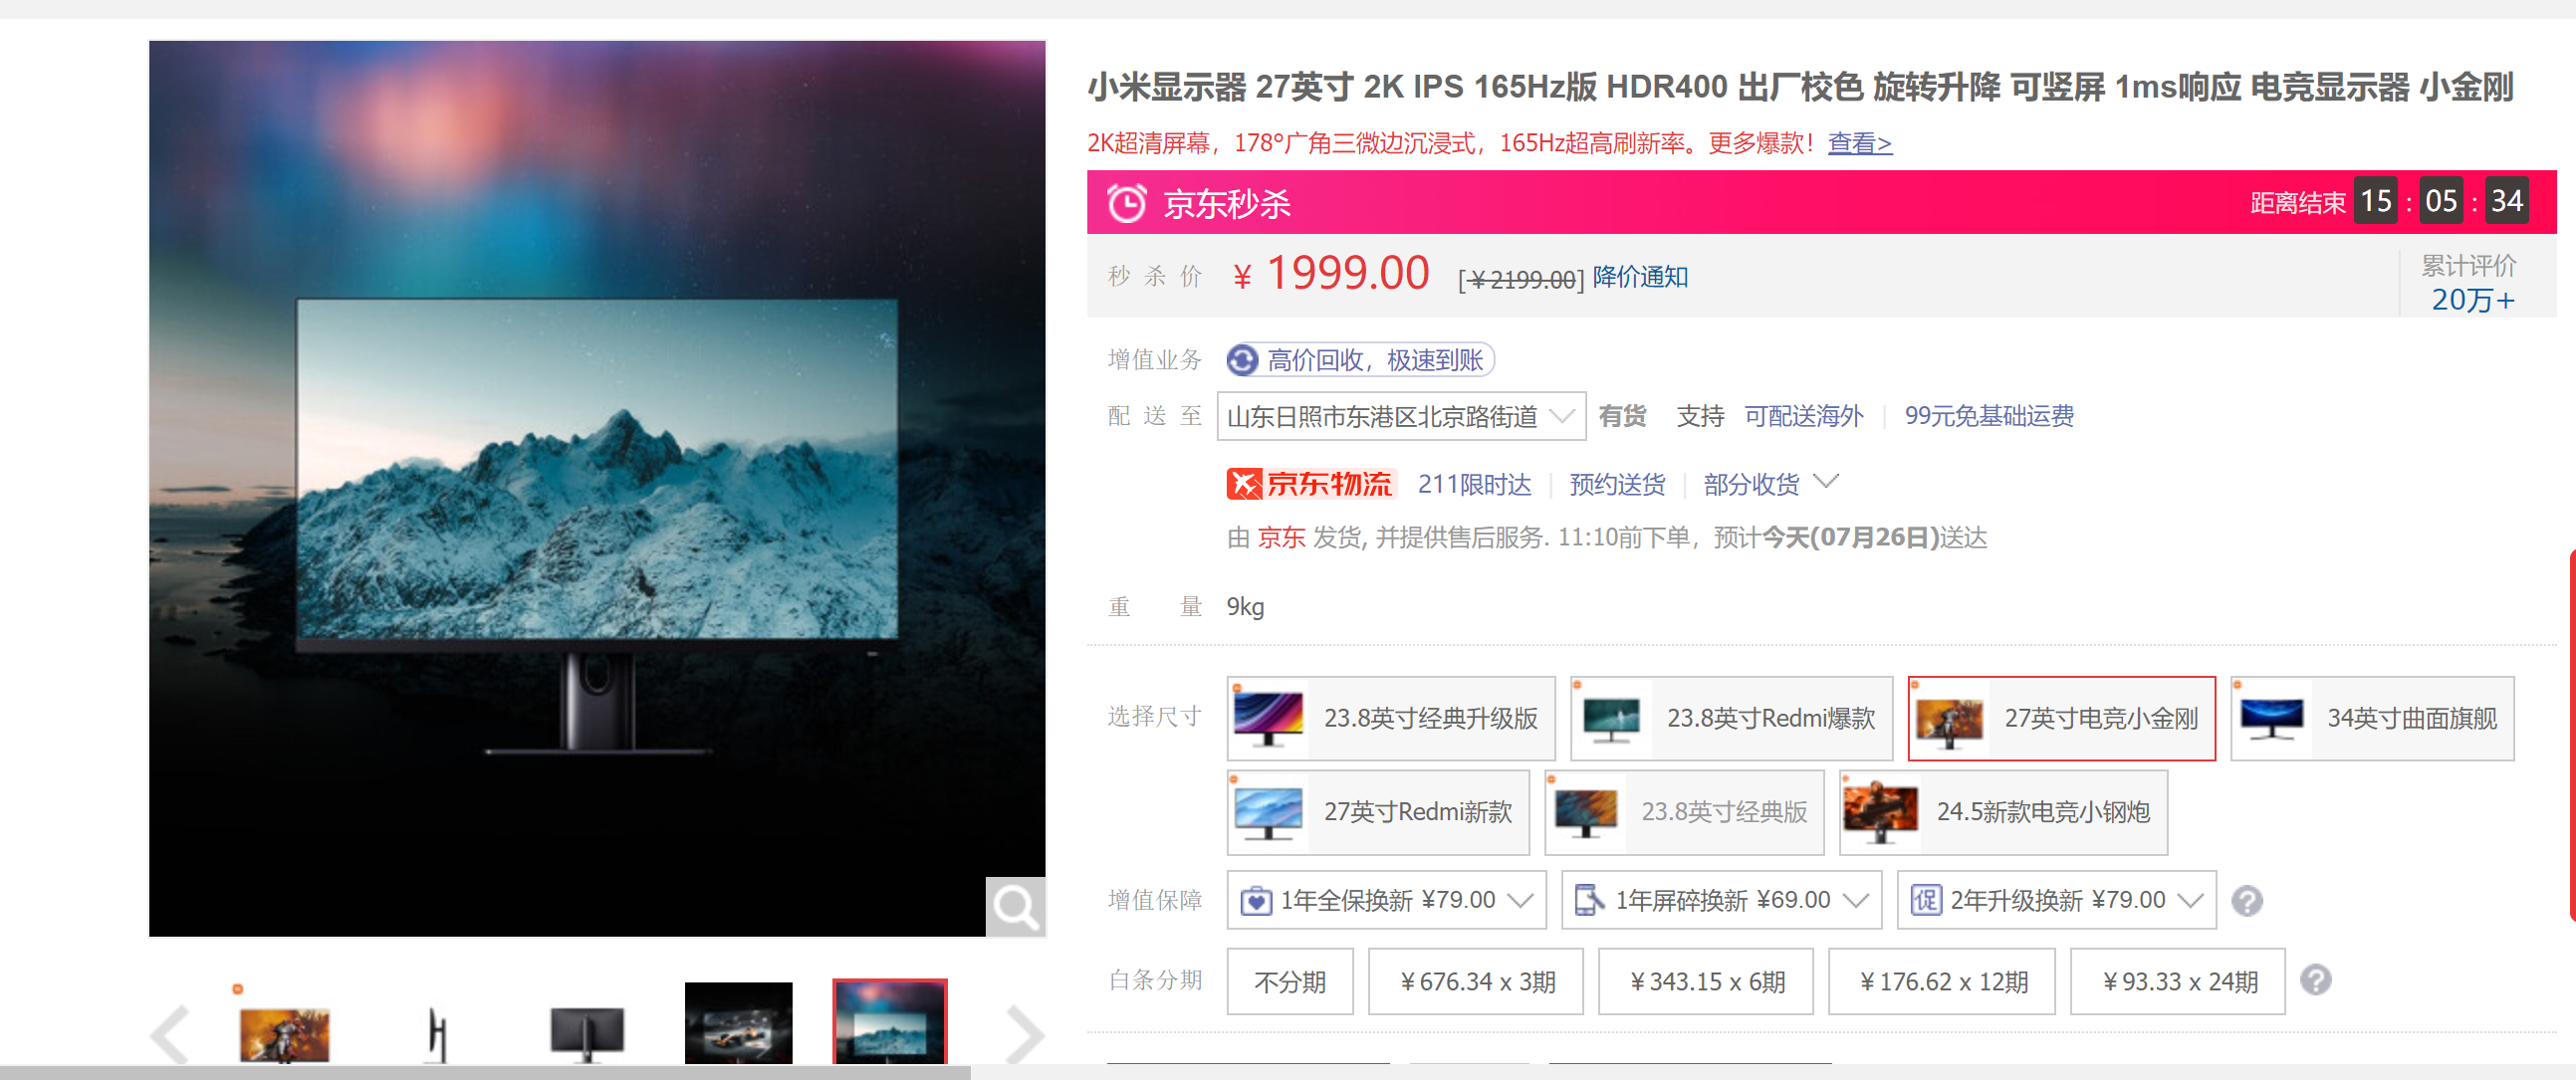 小米显示器 27英寸 2K IPS 165Hz版 HDR400 出厂校色 旋转升降 可竖屏 1ms响应 电竞显示器 小金刚
2K超清屏幕，178°广角三微边沉浸式，165Hz超高刷新率。更多爆款！查看>
京东秒杀 距离结束 15 : 05 : 34
秒杀价 ￥ 1999.00 [￥2199.00] 降价通知 累计评价
20万+
增值业务 高价回收，极速到账
配送至 山东日照市东港区北京路街道 有货 支持 可配送海外 99元免基础运费
京东物流 211限时达 预约送货 部分收货
由 京东 发货, 并提供售后服务. 11:10前下单，预计今天(07月26日)送达
重量 9kg
选择尺寸 23.8英寸经典升级版 23.8英寸Redmi爆款 27英寸电竞小金刚 34英寸曲面旗舰
27英寸Redmi新款 23.8英寸经典版 24.5新款电竞小钢炮
增值保障 1年全保换新 ¥79.00 1年屏碎换新 ¥69.00 促 2年升级换新 ¥79.00 ?
白条分期 不分期 ￥676.34 x 3期 ￥343.15 x 6期 ￥176.62 x 12期 ￥93.33 x 24期 ?